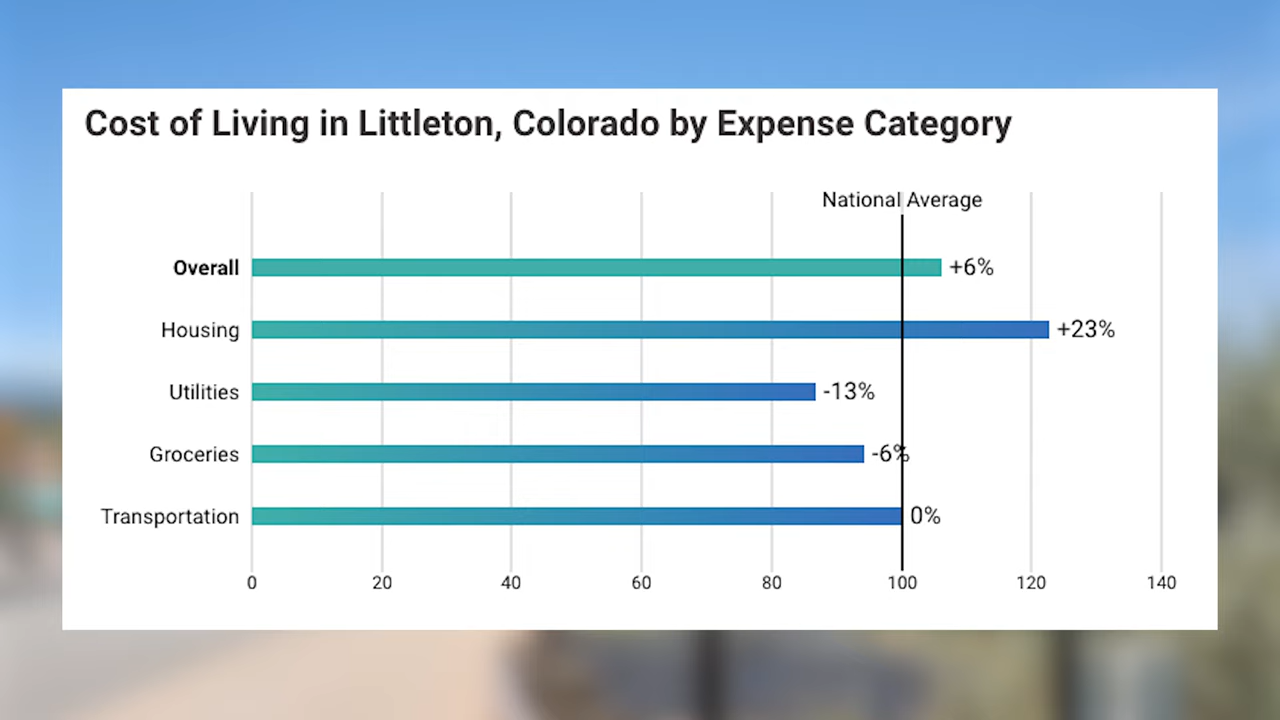 Cost of Living in Littleton, Colorado by Expense Category
National Average
Overall +6%
Housing +23%
Utilities -13%
Groceries -6%
Transportation 0%
0 20 40 60 80 100 120 140